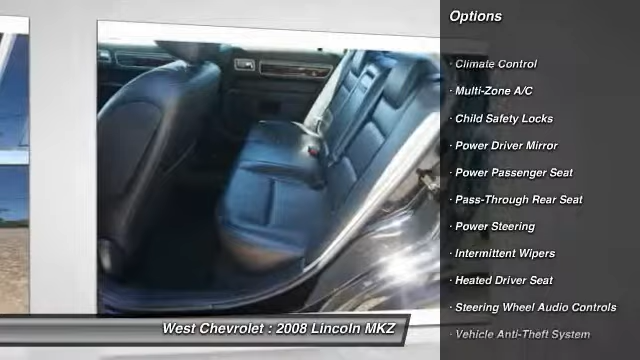 Options
· Climate Control
· Multi-Zone A/C
· Child Safety Locks
· Power Driver Mirror
· Power Passenger Seat
· Pass-Through Rear Seat
· Power Steering
· Intermittent Wipers
· Heated Driver Seat
· Steering Wheel Audio Controls
· Vehicle Anti-Theft System
West Chevrolet : 2008 Lincoln MKZ